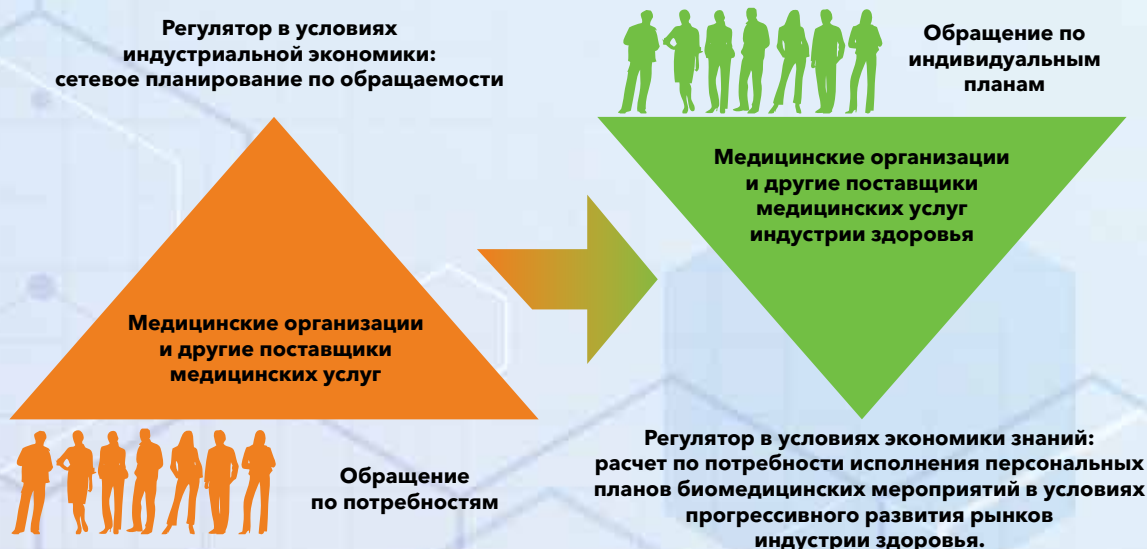 Регулятор в условиях
индустриальной экономики:
сетевое планирование по обращаемости
Медицинские организации
и другие поставщики
медицинских услуг
Обращение
по потребностям
Обращение по
индивидуальным
планам
Медицинские организации
и другие поставщики
медицинских услуг
индустрии здоровья
Регулятор в условиях экономики знаний:
расчет по потребности исполнения персональных
планов биомедицинских мероприятий в условиях
прогрессивного развития рынков
индустрии здоровья.